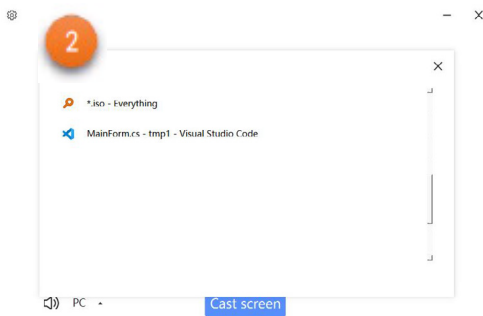 2
*.iso - Everything
MainForm.cs - tmp1 - Visual Studio Code
PC
Cast screen